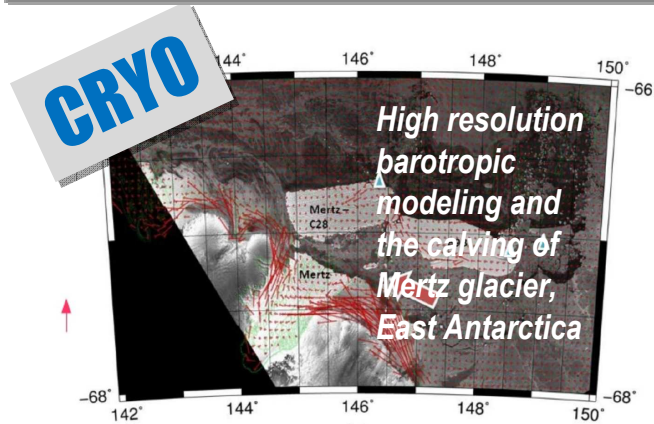 CRYO
144° 146° 148° 150°
-66
High resolution
barotropic
modeling and
the calving of
Mertz glacier,
East Antarctica
Mertz –
C28
Mertz
-68° -68°
142° 144° 146° 148° 150°